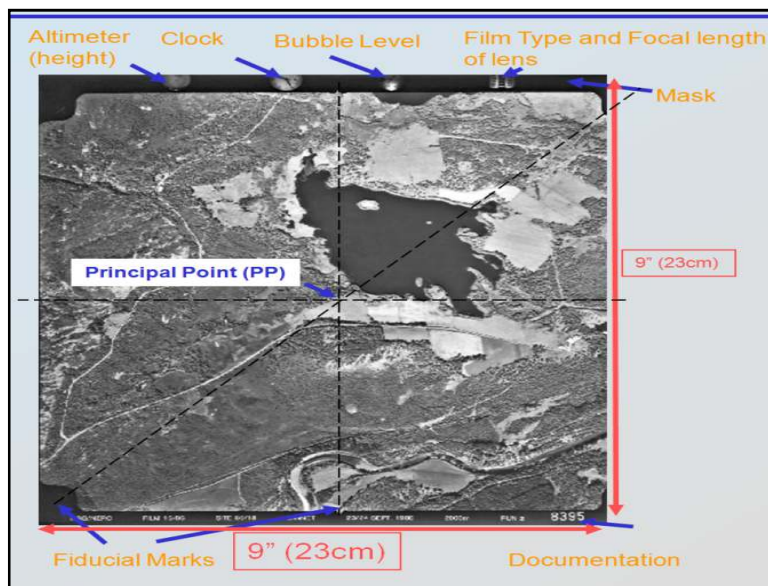 Altimeter
(height)
Clock
Bubble Level
Film Type and Focal length
of lens
Mask
9” (23cm)
Principal Point (PP)
SEPT.
8395
Fiducial Marks
9” (23cm)
Documentation